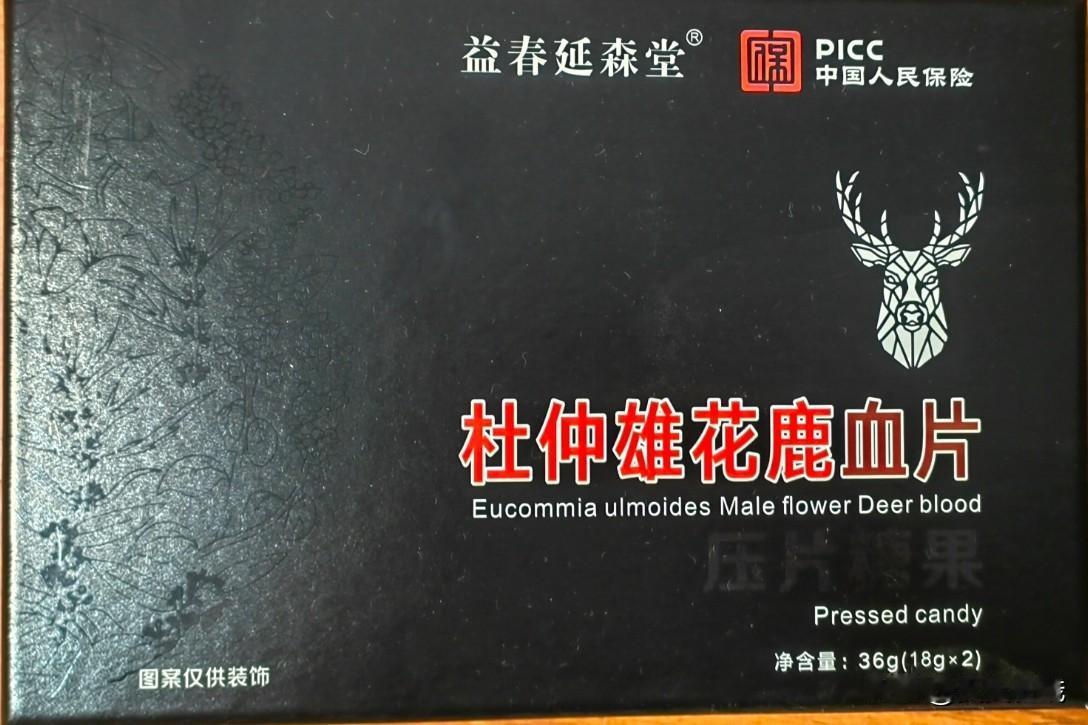 益春延森堂®
PICC
中国人民保险
杜仲雄花鹿血片
Eucommia ulmoides Male flower Deer blood
压片糖果
Pressed candy
净含量：36g(18g×2)
图案仅供装饰